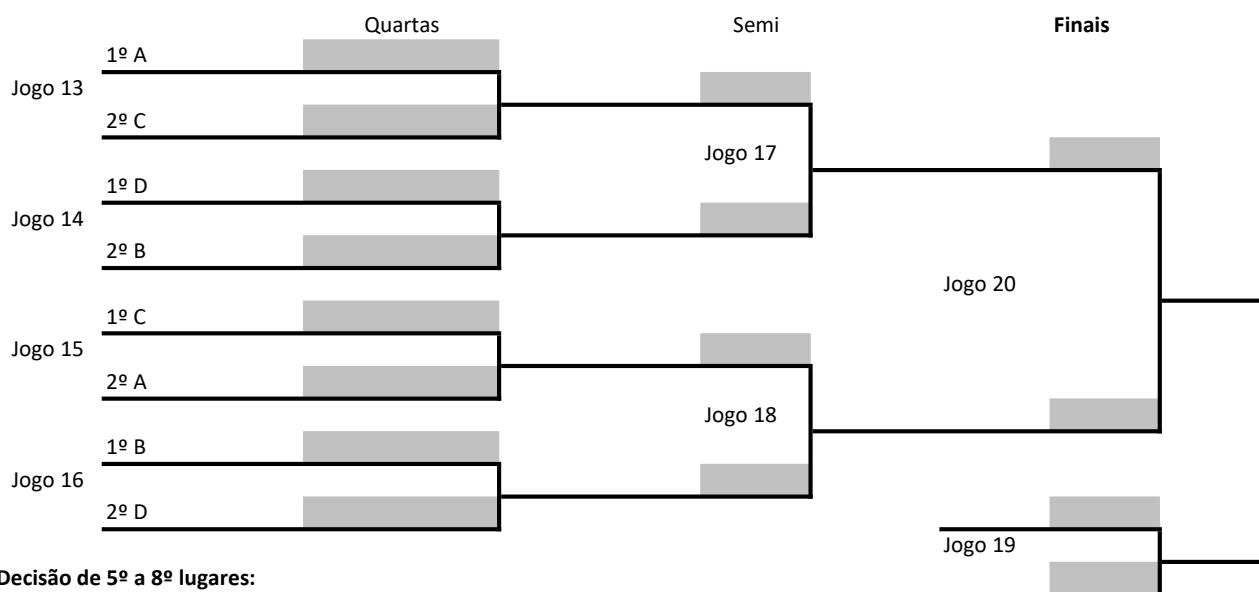 Quartas Semi Finais
1º A
Jogo 13
2º C
Jogo 17
1º D
Jogo 14
2º B
Jogo 20
1º C
Jogo 15
2º A
Jogo 18
1º B
Jogo 16
2º D
Jogo 19
Decisão de 5º a 8º lugares: